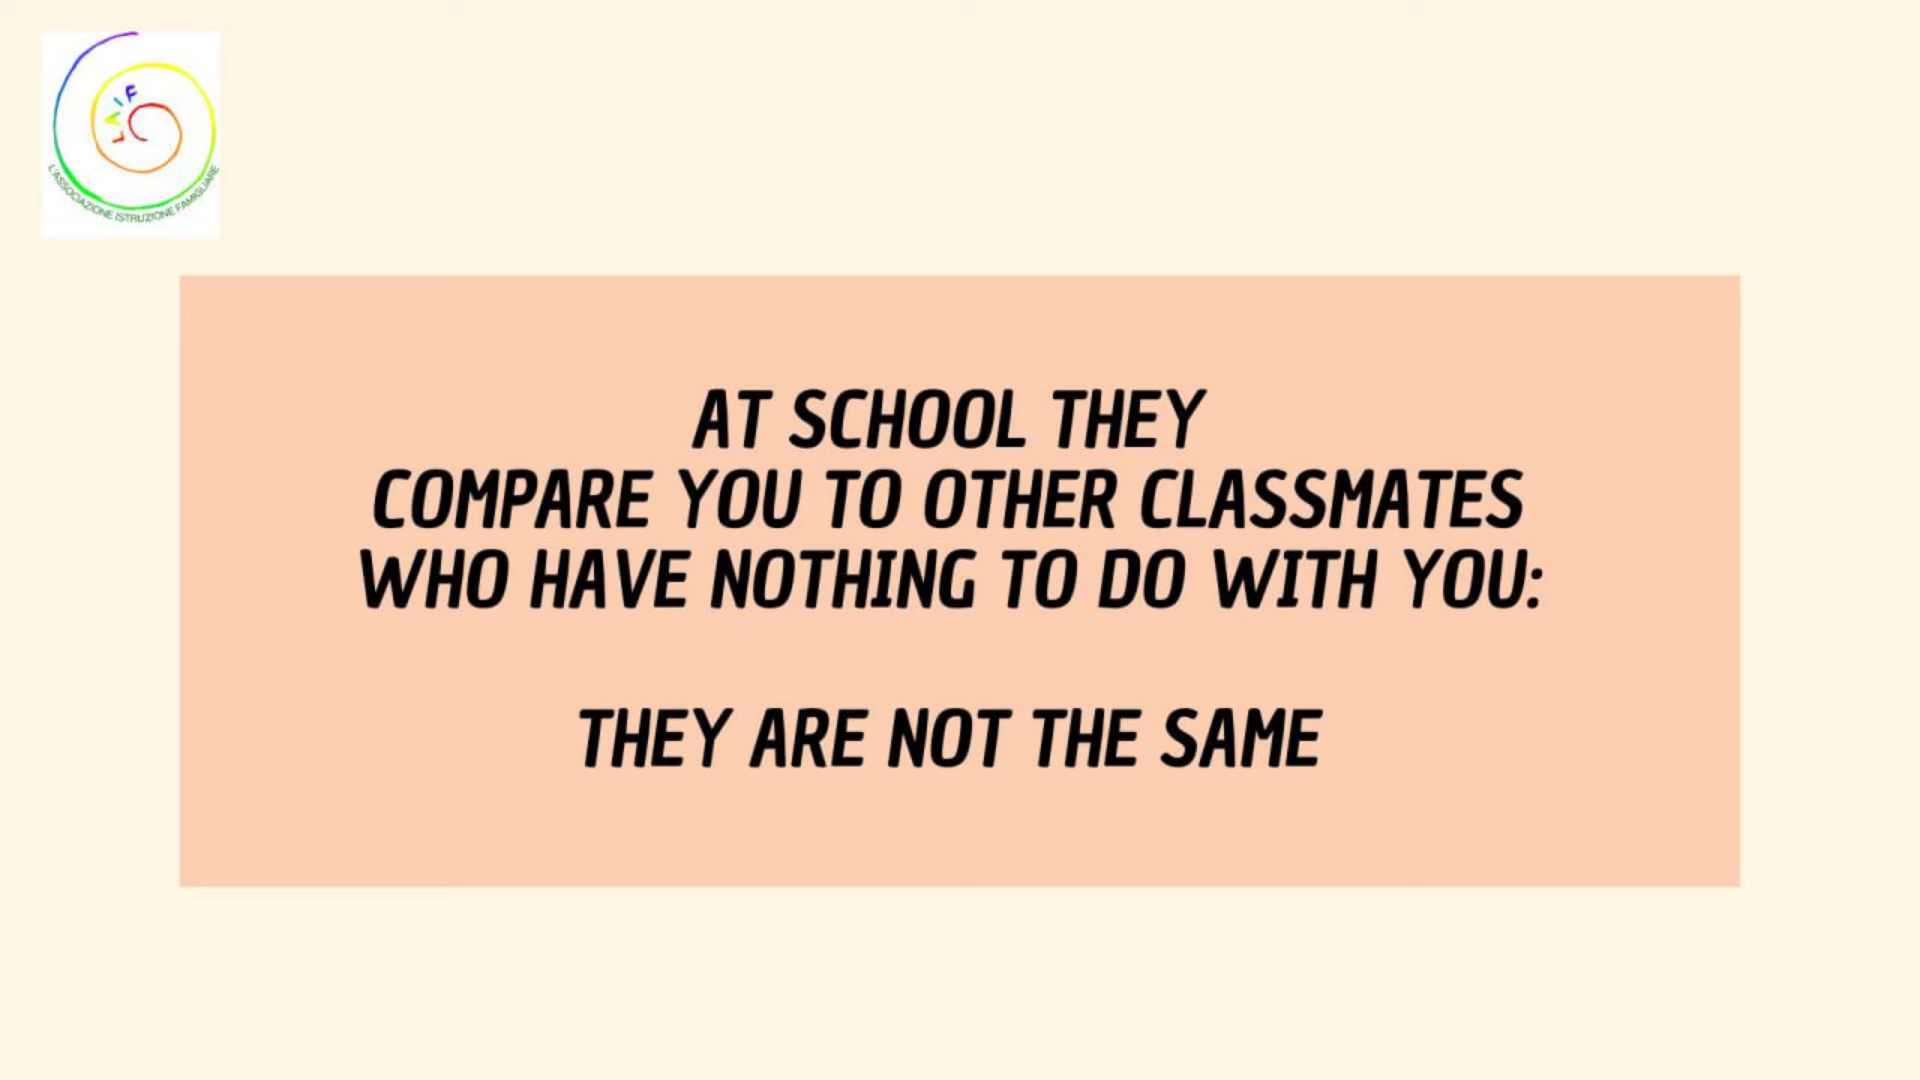 LAIF
L'ASSOCIAZIONE ISTRUZIONE FAMIGLIARE
AT SCHOOL THEY
COMPARE YOU TO OTHER CLASSMATES
WHO HAVE NOTHING TO DO WITH YOU:
THEY ARE NOT THE SAME